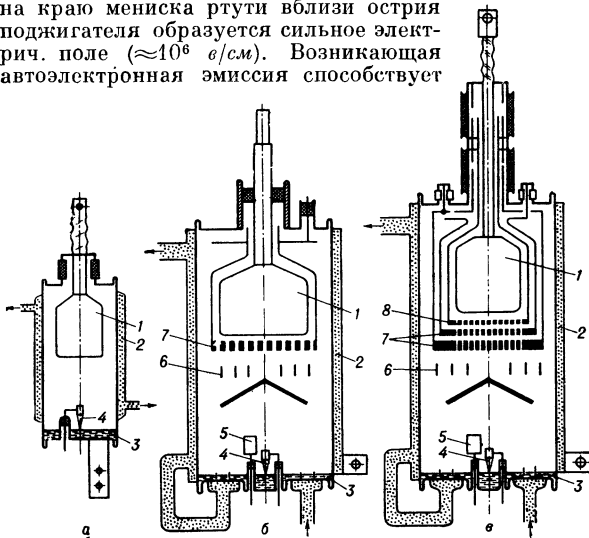 на краю мениска ртути вблизи острия
поджигателя образуется сильное элект-
рич. поле (≈10⁶ в/см). Возникающая
автоэлектронная эмиссия способствует
1
2
4
3
а
1
7
2
6
5
4
3
б
1
8
2
7
6
5
4
3
в